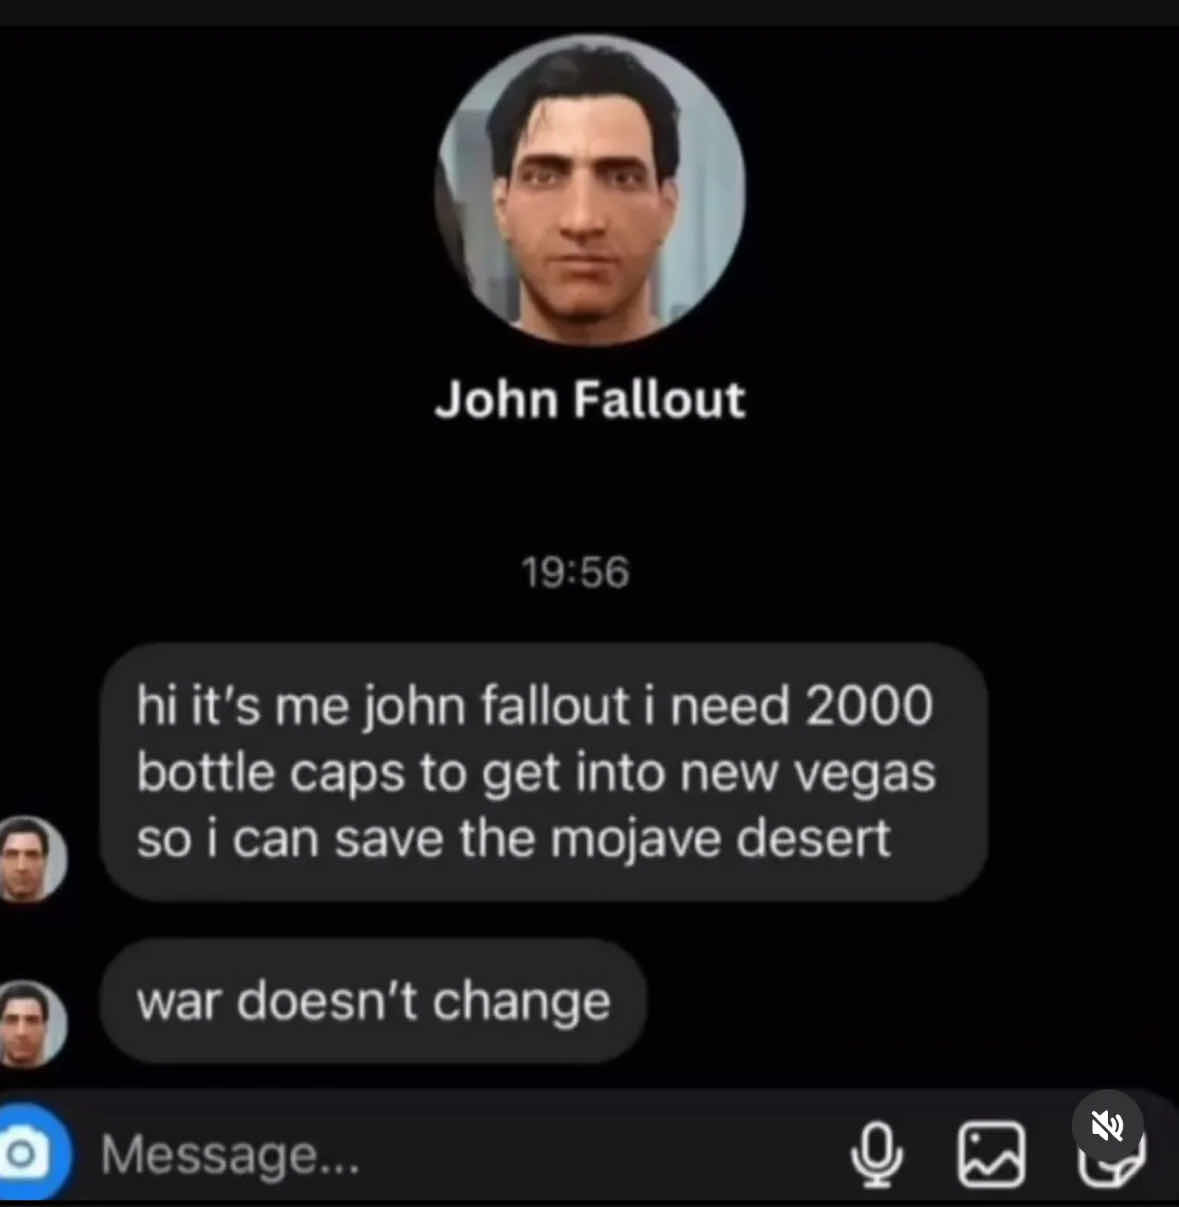 John Fallout
19:56
hi it's me john fallout i need 2000
bottle caps to get into new vegas
so i can save the mojave desert
war doesn't change
Message...